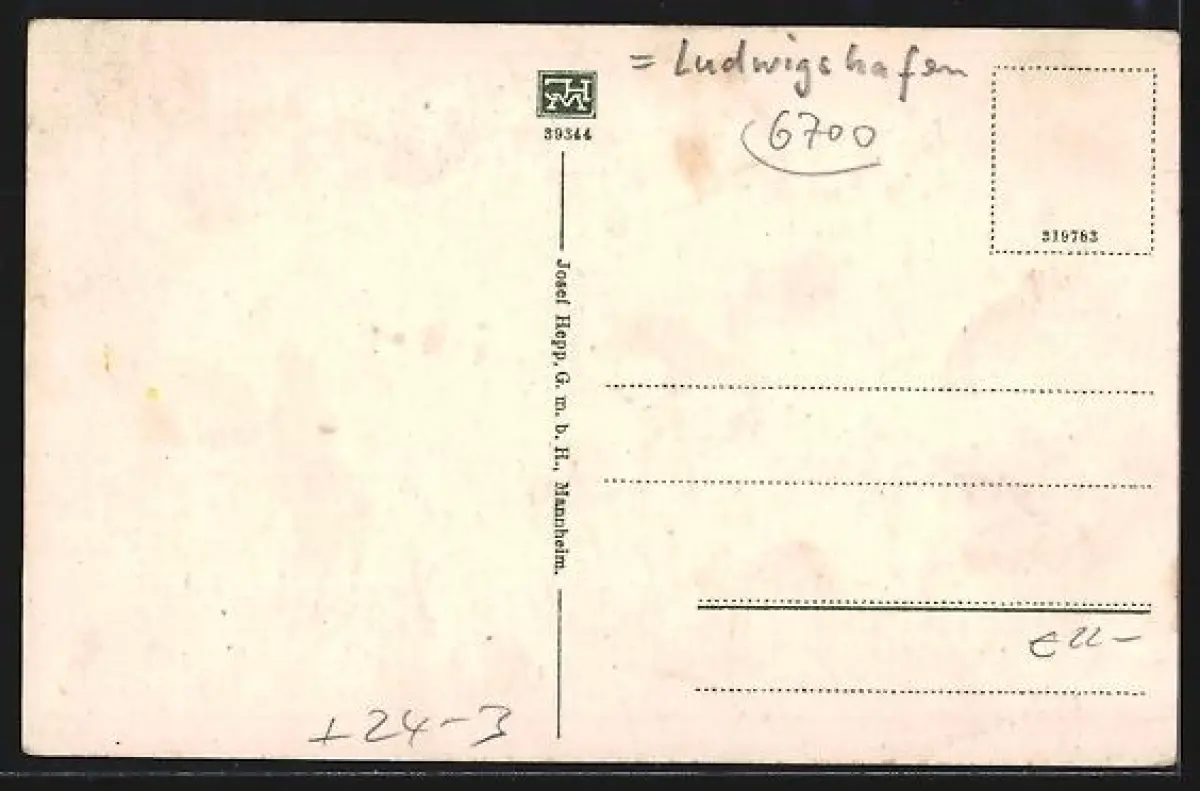 = Ludwigshafen
6700
39344
319763
Josef Hepp, G. m. b. H., Mannheim.
24-3